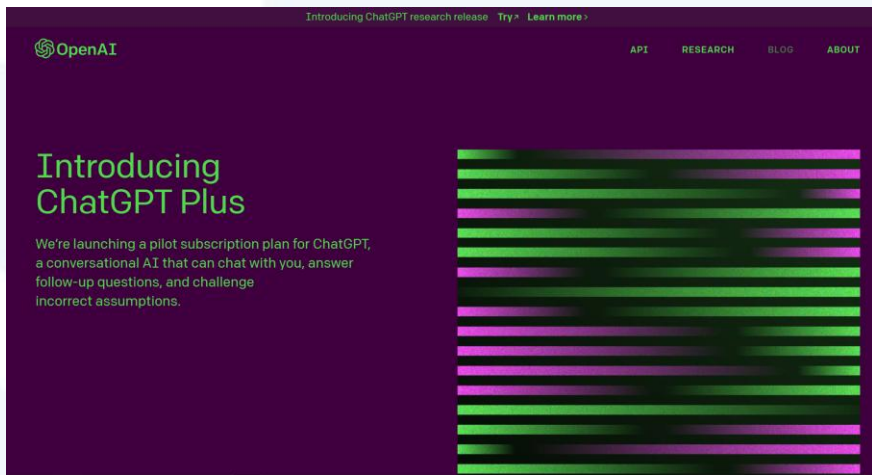 Introducing ChatGPT research release Try↗ Learn more›
OpenAI
API RESEARCH BLOG ABOUT
Introducing
ChatGPT Plus
We're launching a pilot subscription plan for ChatGPT,
a conversational AI that can chat with you, answer
follow-up questions, and challenge
incorrect assumptions.